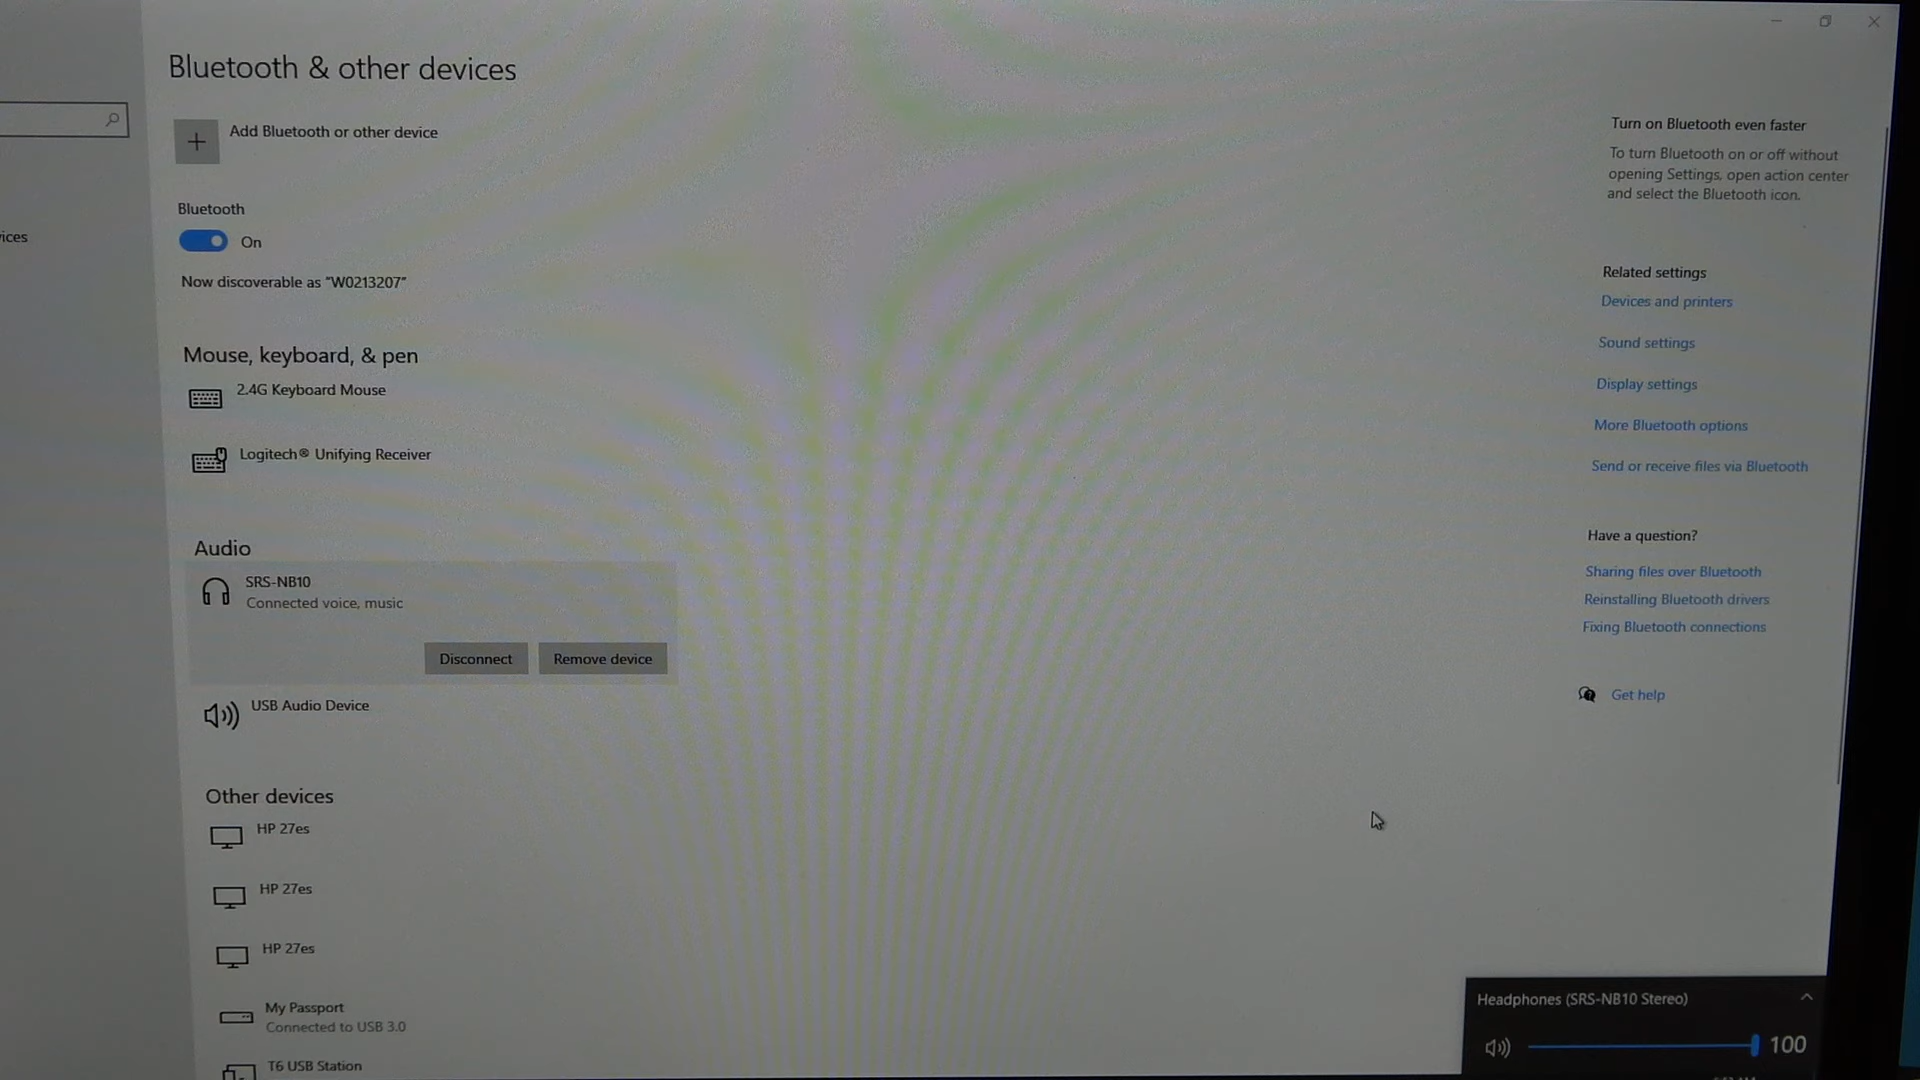 Bluetooth & other devices
Add Bluetooth or other device
Bluetooth
On
ices
Now discoverable as "W0213207"
Mouse, keyboard, & pen
2.4G Keyboard Mouse
Logitech® Unifying Receiver
Audio
SRS-NB10
Connected voice, music
Disconnect
Remove device
USB Audio Device
Other devices
HP 27es
HP 27es
HP 27es
My Passport
Connected to USB 3.0
T6 USB Station
Turn on Bluetooth even faster
To turn Bluetooth on or off without
opening Settings, open action center
and select the Bluetooth icon.
Related settings
Devices and printers
Sound settings
Display settings
More Bluetooth options
Send or receive files via Bluetooth
Have a question?
Sharing files over Bluetooth
Reinstalling Bluetooth drivers
Fixing Bluetooth connections
Get help
Headphones (SRS-NB10 Stereo)
100